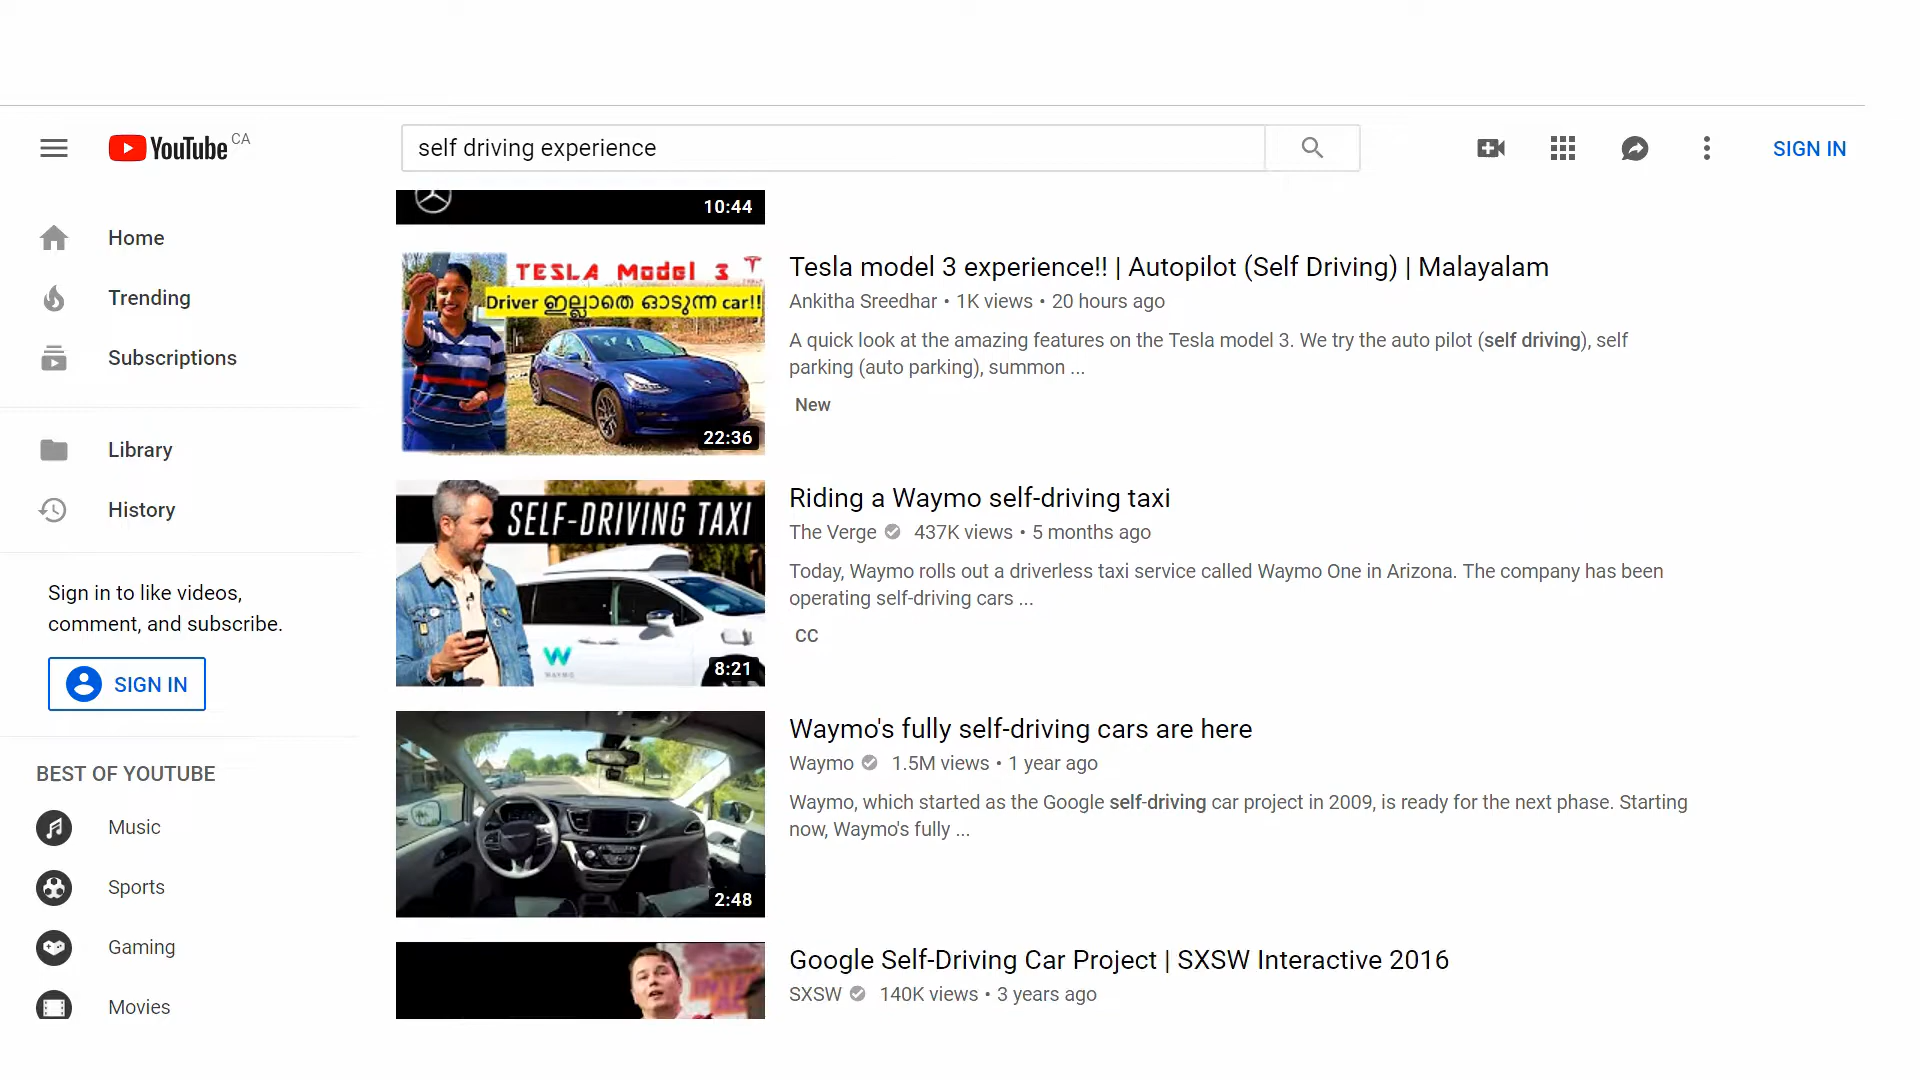 YouTube CA
self driving experience
SIGN IN
Home
Trending
Subscriptions
Library
History
Sign in to like videos,
comment, and subscribe.
SIGN IN
BEST OF YOUTUBE
Music
Sports
Gaming
Movies
10:44
TESLA Model 3
Driver ഇല്ലാതെ ഓടുന്ന car!!
22:36
Tesla model 3 experience!! | Autopilot (Self Driving) | Malayalam
Ankitha Sreedhar • 1K views • 20 hours ago
A quick look at the amazing features on the Tesla model 3. We try the auto pilot (self driving), self
parking (auto parking), summon ...
New
SELF-DRIVING TAXI
WAYMO
8:21
Riding a Waymo self-driving taxi
The Verge 437K views • 5 months ago
Today, Waymo rolls out a driverless taxi service called Waymo One in Arizona. The company has been
operating self-driving cars ...
CC
2:48
Waymo's fully self-driving cars are here
Waymo 1.5M views • 1 year ago
Waymo, which started as the Google self-driving car project in 2009, is ready for the next phase. Starting
now, Waymo's fully ...
Google Self-Driving Car Project | SXSW Interactive 2016
SXSW 140K views • 3 years ago